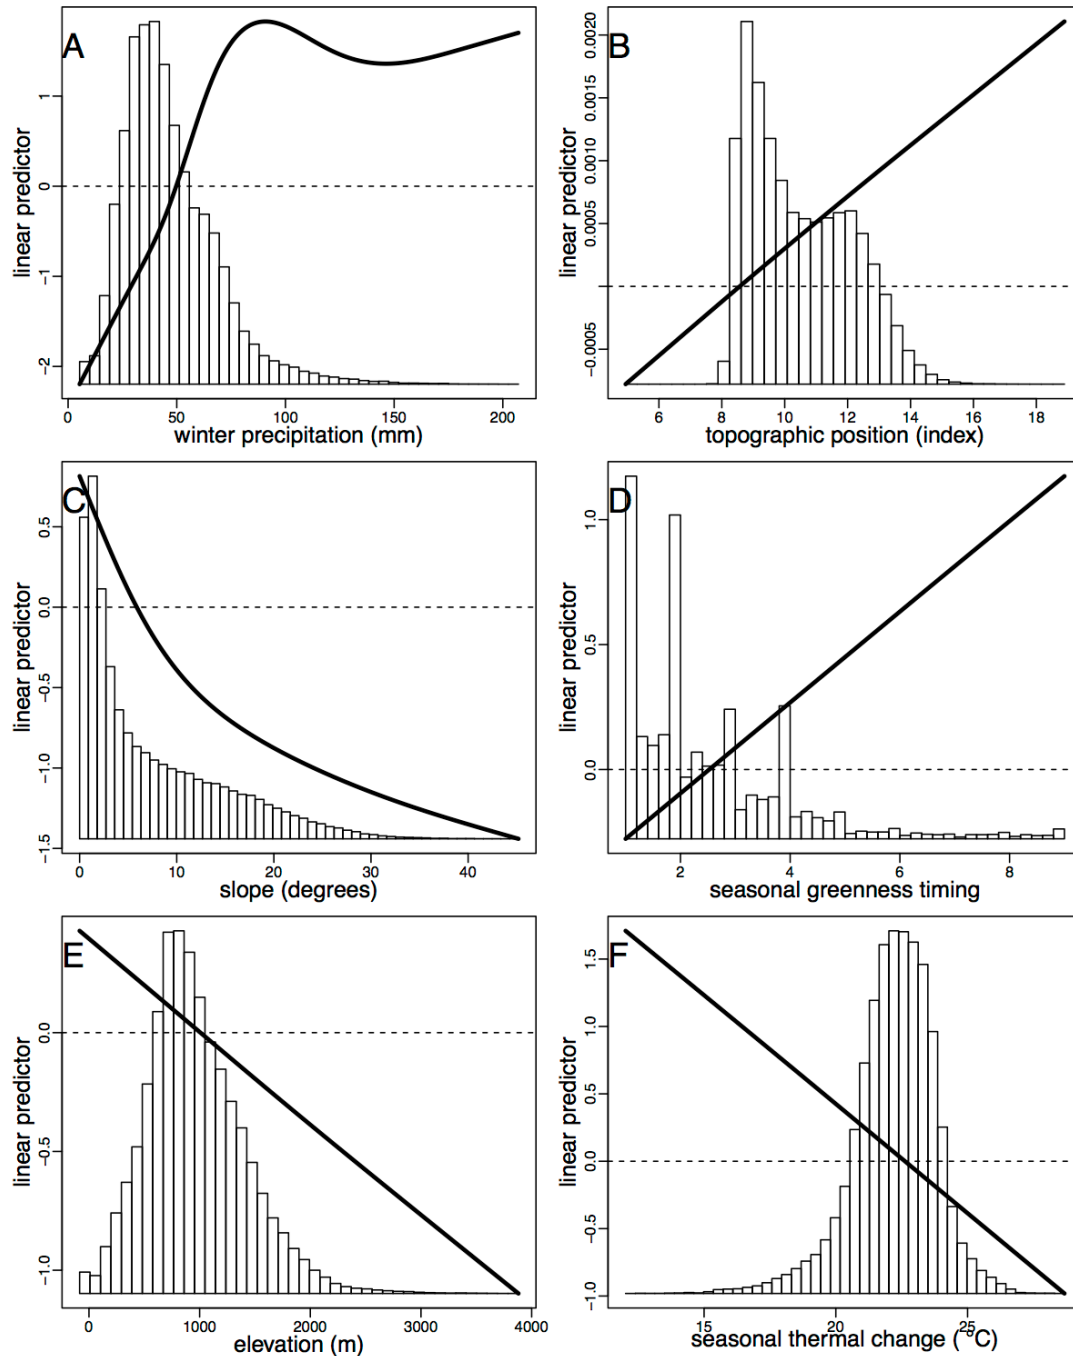 A
linear predictor
1
0
−1
−2
0 50 100 150 200
winter precipitation (mm)
B
linear predictor
0.0020
0.0015
0.0010
0.0005
−0.0005
6 8 10 12 14 16 18
topographic position (index)
C
linear predictor
0.5
0.0
−0.5
−1.0
−1.5
0 10 20 30 40
slope (degrees)
D
linear predictor
1.0
0.5
0.0
2 4 6 8
seasonal greenness timing
E
linear predictor
0.0
−0.5
−1.0
0 1000 2000 3000 4000
elevation (m)
F
linear predictor
1.5
1.0
0.5
0.0
−0.5
−1.0
15 20 25
seasonal thermal change ( °C)